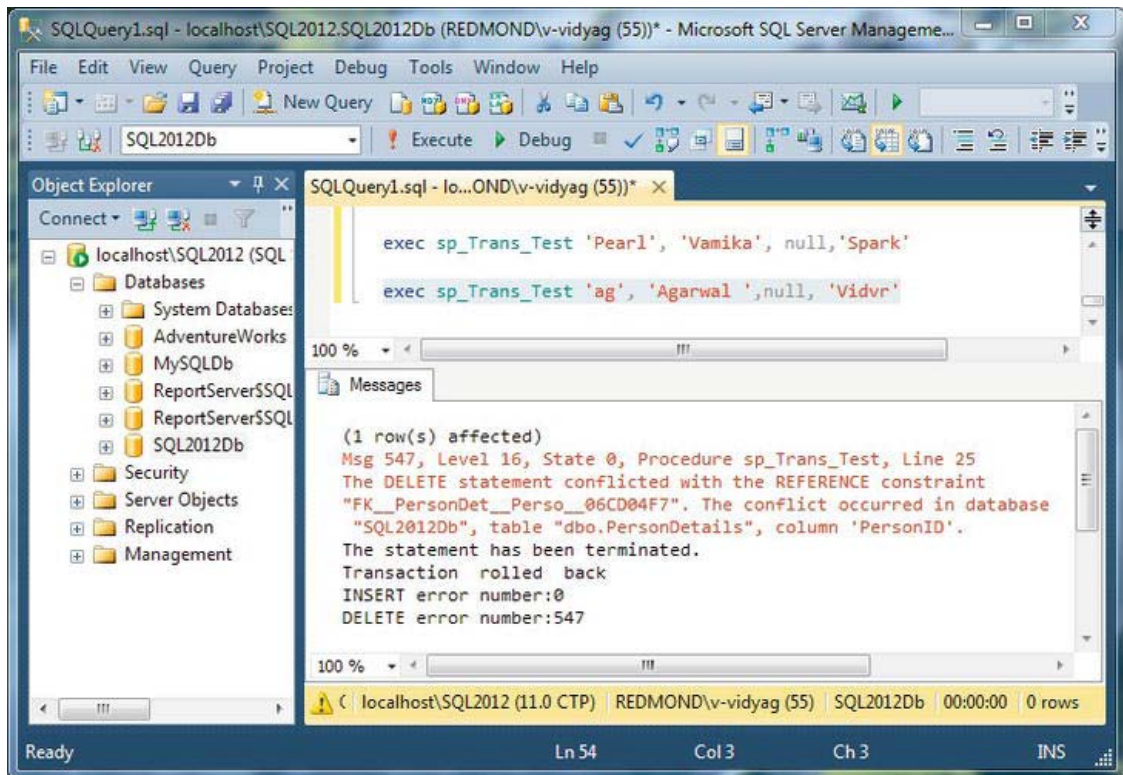 SQLQuery1.sql - localhost\SQL2012.SQL2012Db (REDMOND\v-vidyag (55))* - Microsoft SQL Server Manageme...
File Edit View Query Project Debug Tools Window Help
New Query
SQL2012Db
Execute Debug
Object Explorer
Connect
localhost\SQL2012 (SQL
Databases
System Databases
AdventureWorks
MySQLDb
ReportServer$SQL
ReportServer$SQL
SQL2012Db
Security
Server Objects
Replication
Management
SQLQuery1.sql - lo...OND\v-vidyag (55))*
exec sp_Trans_Test 'Pearl', 'Vamika', null,'Spark'
exec sp_Trans_Test 'ag', 'Agarwal ',null, 'Vidvr'
100 %
Messages
(1 row(s) affected)
Msg 547, Level 16, State 0, Procedure sp_Trans_Test, Line 25
The DELETE statement conflicted with the REFERENCE constraint
"FK__PersonDet__Perso__06CD04F7". The conflict occurred in database
"SQL2012Db", table "dbo.PersonDetails", column 'PersonID'.
The statement has been terminated.
Transaction rolled back
INSERT error number:0
DELETE error number:547
100 %
localhost\SQL2012 (11.0 CTP) REDMOND\v-vidyag (55) SQL2012Db 00:00:00 0 rows
Ready Ln 54 Col 3 Ch 3 INS